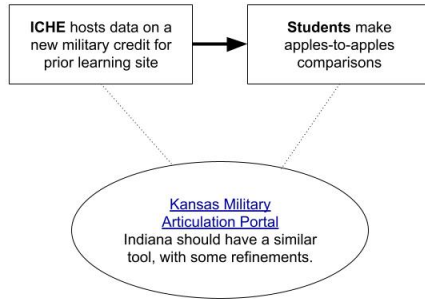 ICHE hosts data on a
new military credit for
prior learning site
Students make
apples-to-apples
comparisons
Kansas Military
Articulation Portal
Indiana should have a similar
tool, with some refinements.